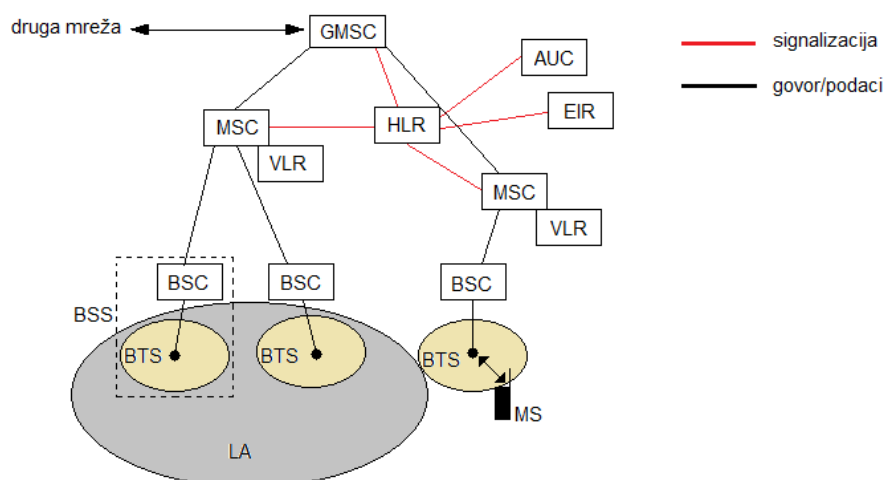 druga mreža
GMSC
signalizacija
AUC
govor/podaci
EIR
MSC
HLR
VLR
MSC
VLR
BSC
BSC
BSC
BSS
BTS
BTS
BTS
MS
LA